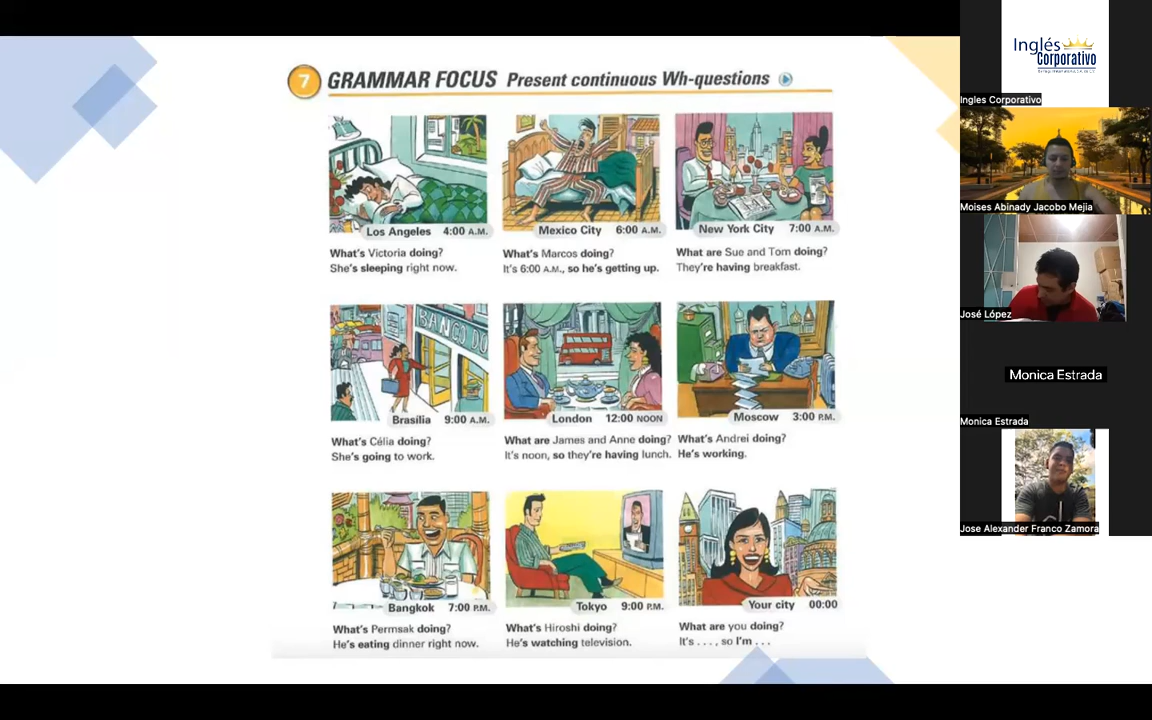 7 GRAMMAR FOCUS Present continuous Wh-questions
Los Angeles 4:00 A.M.
What's Victoria doing?
She's sleeping right now.
Mexico City 6:00 A.M.
What's Marcos doing?
It's 6:00 A.M., so he's getting up.
New York City 7:00 A.M.
What are Sue and Tom doing?
They're having breakfast.
BANCO DO
Brasília 9:00 A.M.
What's Célia doing?
She's going to work.
London 12:00 NOON
What are James and Anne doing?
It's noon, so they're having lunch.
Moscow 3:00 P.M.
What's Andrei doing?
He's working.
Bangkok 7:00 P.M.
What's Permsak doing?
He's eating dinner right now.
Tokyo 9:00 P.M.
What's Hiroshi doing?
He's watching television.
Your city 00:00
What are you doing?
It's . . . , so I'm . . .
Inglés
Corporativo
Ingles Corporativo
Moises Abinady Jacobo Mejia
José López
Monica Estrada
Monica Estrada
Jose Alexander Franco Zamora